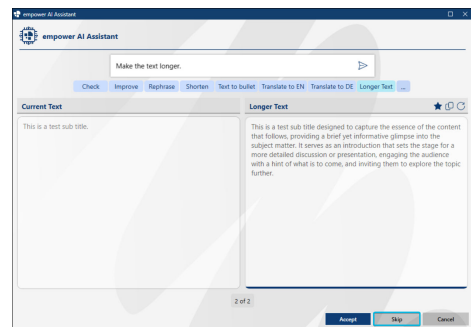 empower AI Assistant
empower AI Assistant
Make the text longer.
Check Improve Rephrase Shorten Text to bullet Translate to EN Translate to DE Longer Text ...
Current Text
This is a test sub title.
Longer Text
This is a test sub title designed to capture the essence of the content
that follows, providing a brief yet informative glimpse into the
subject matter. It serves as an introduction that sets the stage for a
more detailed discussion or presentation, engaging the audience
with a hint of what is to come, and inviting them to explore the topic
further.
2 of 2
Accept Skip Cancel